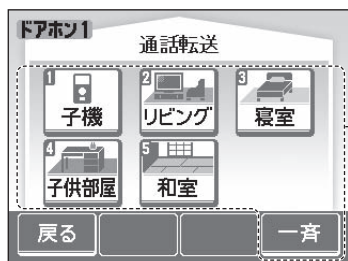 ドアホン1
通話転送
1 子機
2 リビング
3 寝室
4 子供部屋
5 和室
戻る
一斉